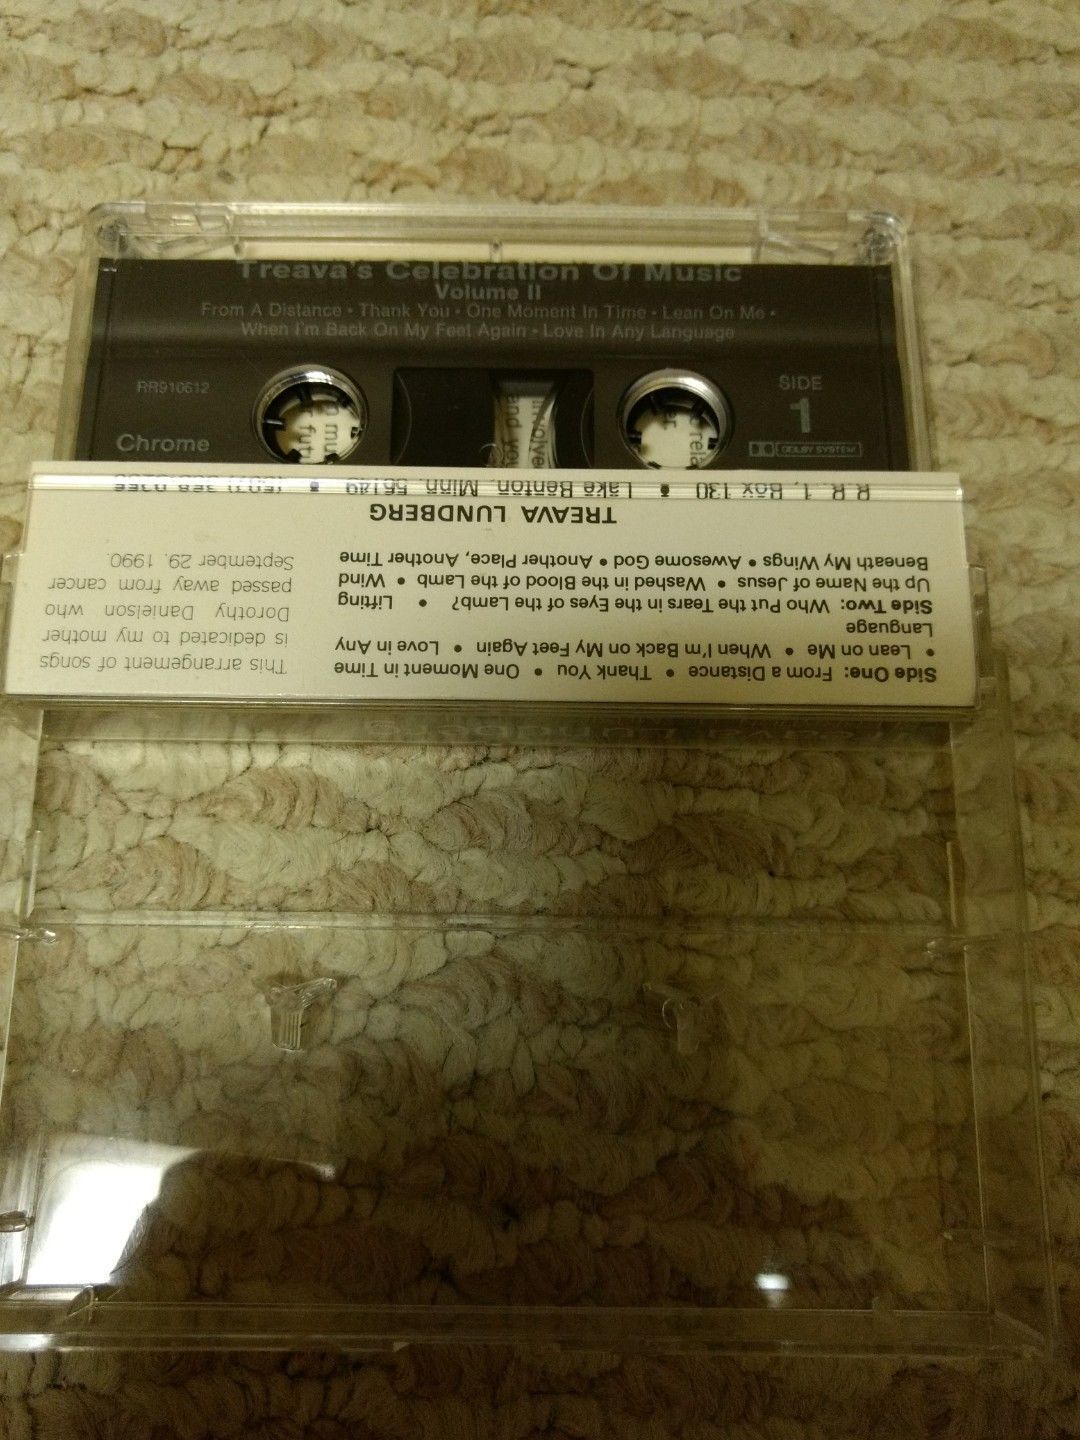 Treava's Celebration Of Music
Volume II
From A Distance • Thank You • One Moment In Time • Lean On Me •
When I'm Back On My Feet Again • Love In Any Language
RR910612
Chrome
SIDE
1
DOLBY SYSTEM
involve
and you
R. R. 1, Box 130 • Lake Benton, Minn. 56149 •
TREAVA LUNDBERG
Side One: From a Distance • Thank You • One Moment in Time
• Lean on Me • When I'm Back on My Feet Again • Love in Any
Language
Side Two: Who Put the Tears in the Eyes of the Lamb? • Lifting
Up the Name of Jesus • Washed in the Blood of the Lamb • Wind
Beneath My Wings • Awesome God • Another Place, Another Time
This arrangement of songs
is dedicated to my mother
Dorothy Danielson who
passed away from cancer
September 29, 1990.